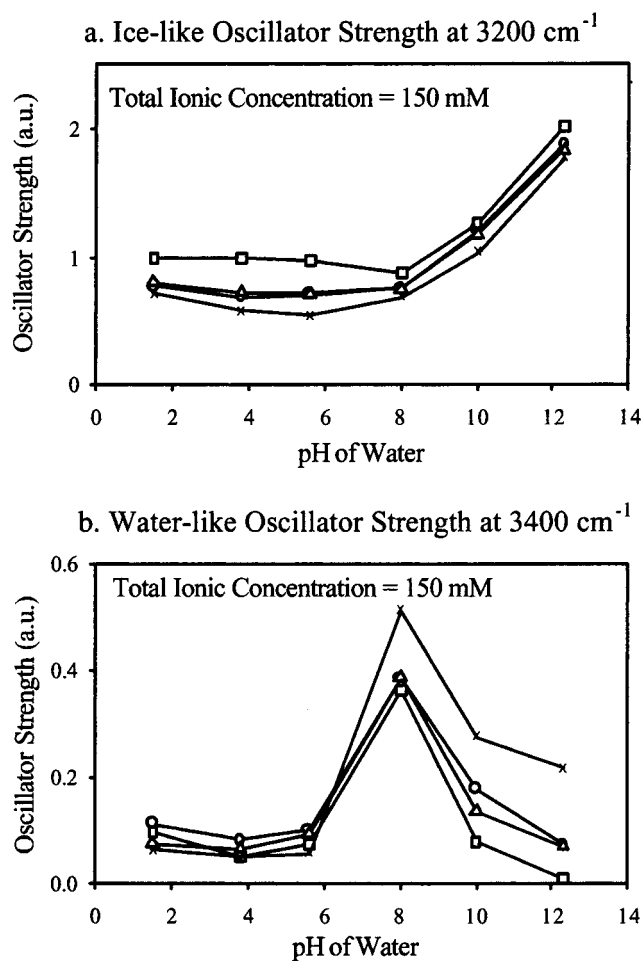 a. Ice-like Oscillator Strength at 3200 cm⁻¹
Total Ionic Concentration = 150 mM
Oscillator Strength (a.u.)
2
1
0
0 2 4 6 8 10 12 14
pH of Water
b. Water-like Oscillator Strength at 3400 cm⁻¹
Total Ionic Concentration = 150 mM
Oscillator Strength (a.u.)
0.6
0.4
0.2
0.0
0 2 4 6 8 10 12 14
pH of Water